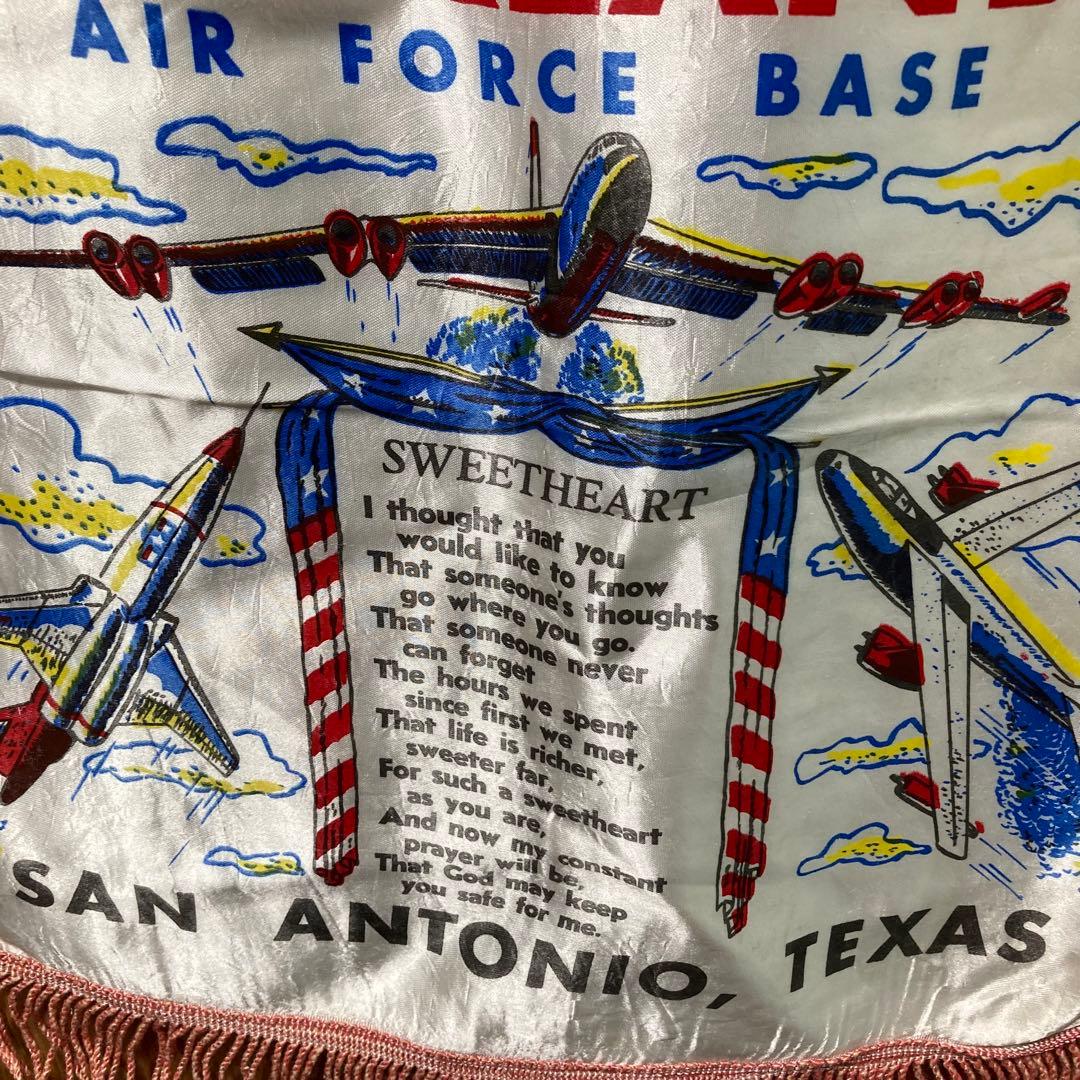 AIR FORCE BASE
SWEETHEART
I thought that you
would like to know
That someone's thoughts
go where you go.
That someone never
can forget
The hours we spent
since first we met,
That life is richer,
sweeter far,
For such a sweetheart
as you are,
And now my constant
prayer will be,
That God may keep
you safe for me.
SAN ANTONIO, TEXAS